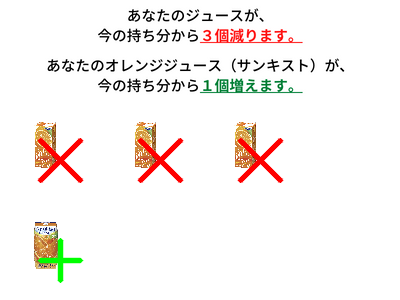 あなたのジュースが、
今の持ち分から３個減ります。
あなたのオレンジジュース（サンキスト）が、
今の持ち分から１個増えます。